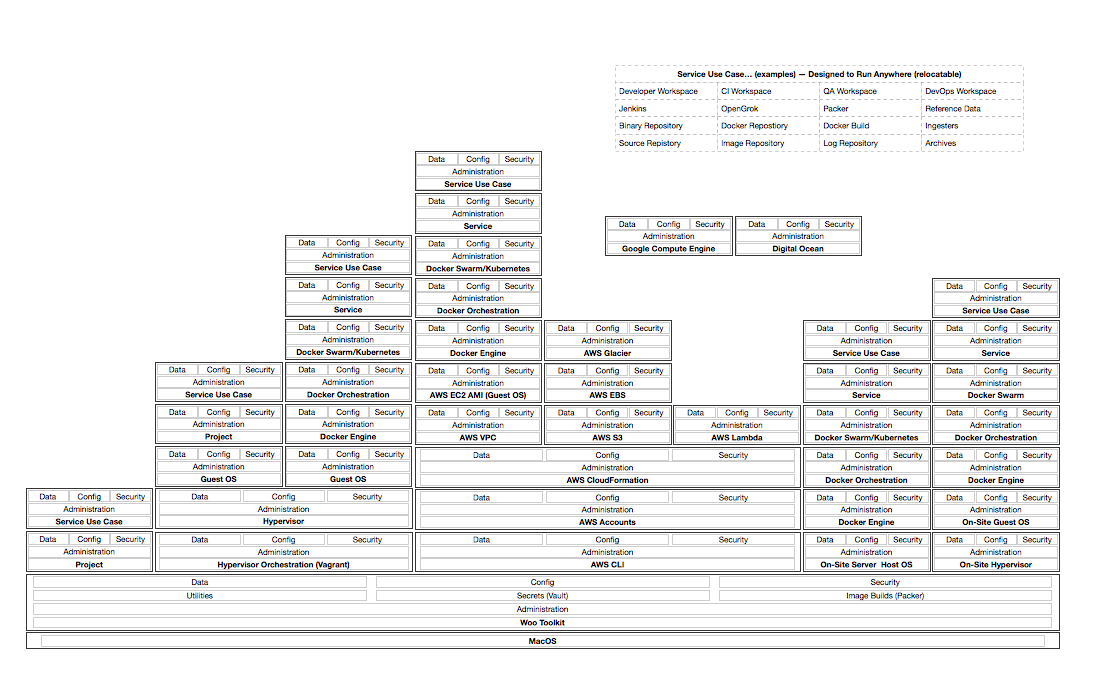 Service Use Case... (examples) — Designed to Run Anywhere (relocatable)
Developer Workspace CI Workspace QA Workspace DevOps Workspace
Jenkins OpenGrok Packer Reference Data
Binary Repository Docker Repostiory Docker Build Ingesters
Source Repistory Image Repository Log Repository Archives
Data Config Security
Administration
Service Use Case
Data Config Security
Administration
Service
Data Config Security Data Config Security
Administration Administration
Google Compute Engine Digital Ocean
Data Config Security Data Config Security
Administration Administration
Service Use Case Docker Swarm/Kubernetes
Data Config Security Data Config Security Data Config Security
Administration Administration Administration
Service Docker Orchestration Service Use Case
Data Config Security Data Config Security Data Config Security Data Config Security Data Config Security
Administration Administration Administration Administration Administration
Docker Swarm/Kubernetes Docker Engine AWS Glacier Service Use Case Service
Data Config Security Data Config Security Data Config Security Data Config Security Data Config Security Data Config Security
Administration Administration Administration Administration Administration Administration
Service Use Case Docker Orchestration AWS EC2 AMI (Guest OS) AWS EBS Service Docker Swarm
Data Config Security Data Config Security Data Config Security Data Config Security Data Config Security Data Config Security Data Config Security
Administration Administration Administration Administration Administration Administration Administration
Project Docker Engine AWS VPC AWS S3 AWS Lambda Docker Swarm/Kubernetes Docker Orchestration
Data Config Security Data Config Security Data Config Security Data Config Security Data Config Security
Administration Administration Administration Administration Administration
Guest OS Guest OS AWS CloudFormation Docker Orchestration Docker Engine
Data Config Security Data Config Security Data Config Security Data Config Security Data Config Security
Administration Administration Administration Administration Administration
Service Use Case Hypervisor AWS Accounts Docker Engine On-Site Guest OS
Data Config Security Data Config Security Data Config Security Data Config Security Data Config Security
Administration Administration Administration Administration Administration
Project Hypervisor Orchestration (Vagrant) AWS CLI On-Site Server Host OS On-Site Hypervisor
Data Config Security
Utilities Secrets (Vault) Image Builds (Packer)
Administration
Woo Toolkit
MacOS